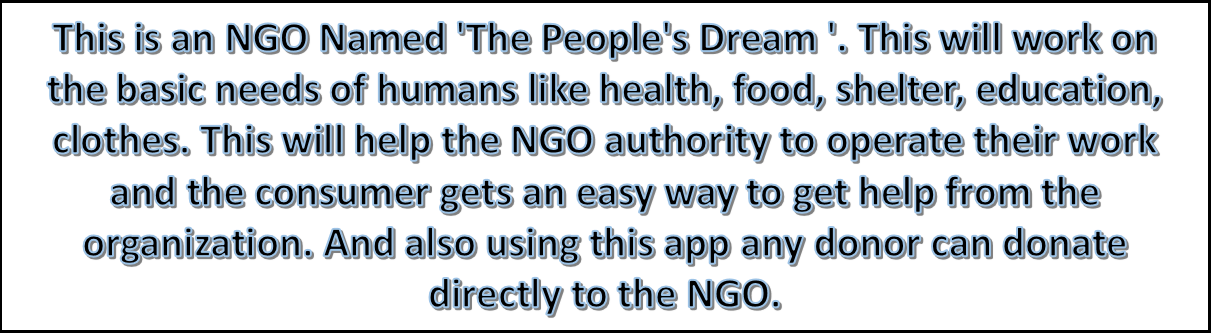 This is an NGO Named 'The People's Dream '. This will work on
the basic needs of humans like health, food, shelter, education,
clothes. This will help the NGO authority to operate their work
and the consumer gets an easy way to get help from the
organization. And also using this app any donor can donate
directly to the NGO.